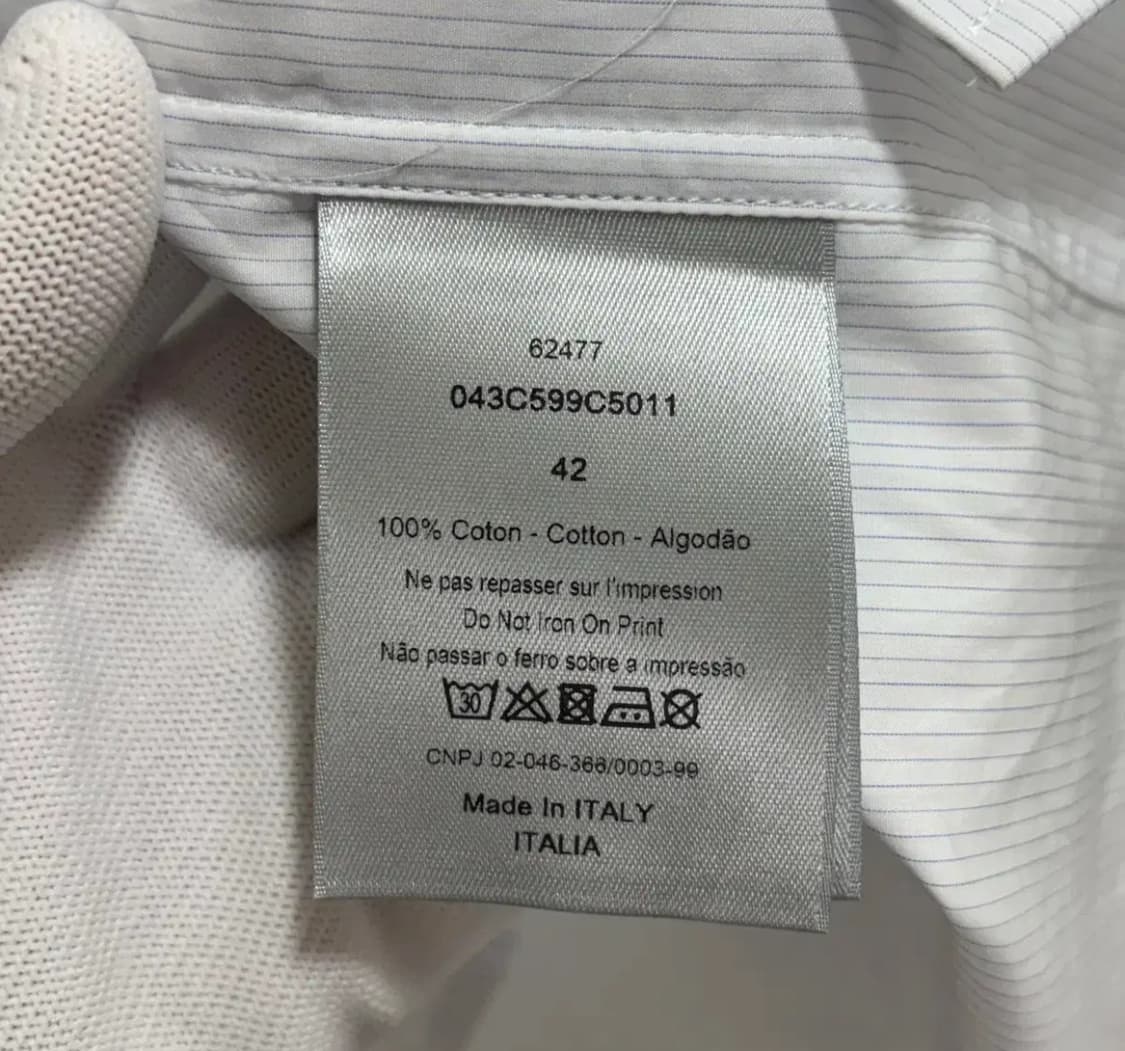 62477
043C599C5011
42
100% Coton - Cotton - Algodão
Ne pas repasser sur l'impression
Do Not Iron On Print
Não passar o ferro sobre a impressão
30
CNPJ 02-046-366/0003-99
Made In ITALY
ITALIA